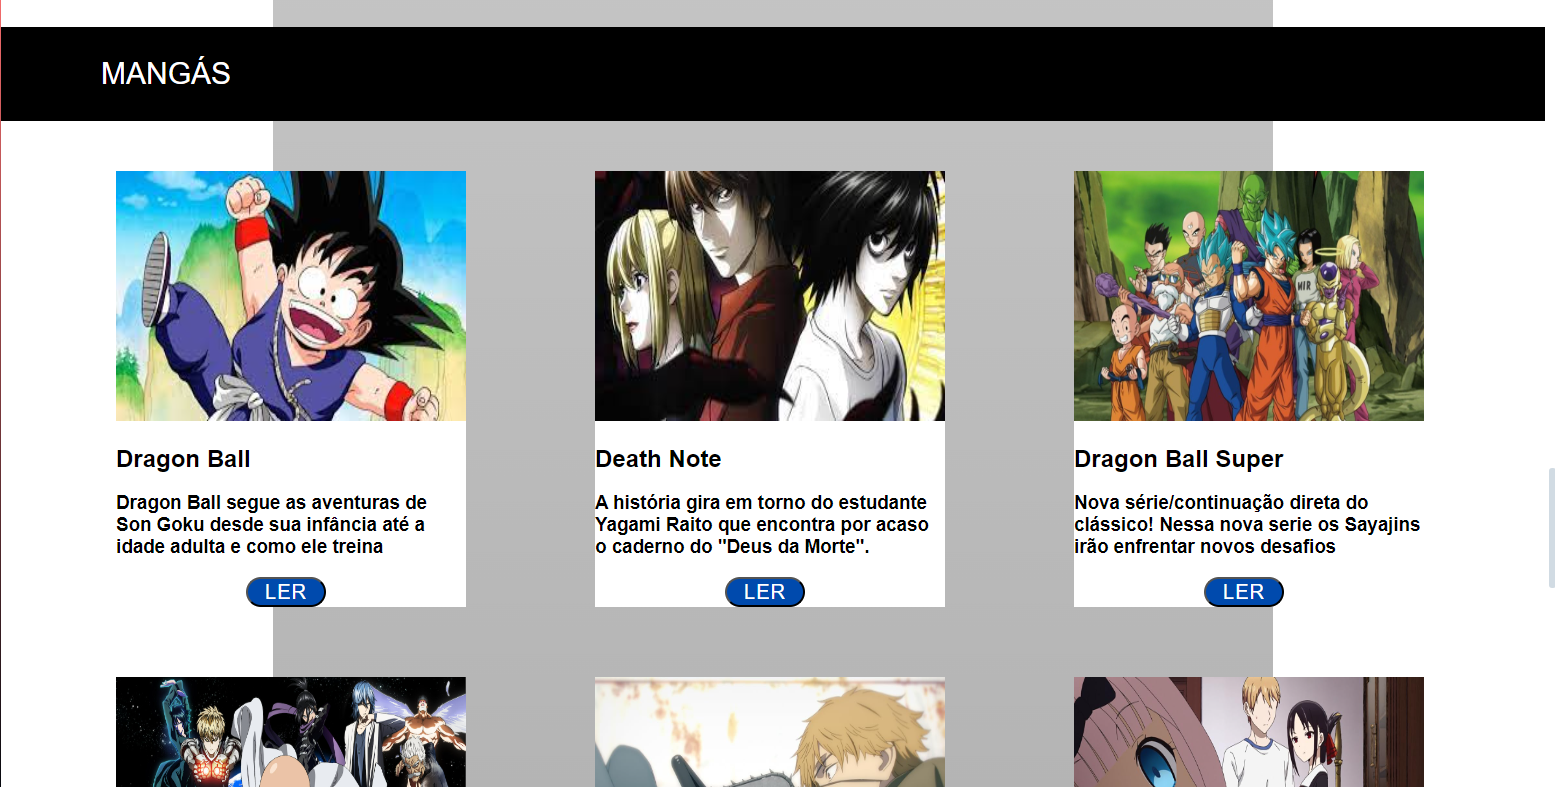 MANGÁS
Dragon Ball
Dragon Ball segue as aventuras de
Son Goku desde sua infância até a
idade adulta e como ele treina
LER
Death Note
A história gira em torno do estudante
Yagami Raito que encontra por acaso
o caderno do "Deus da Morte".
LER
Dragon Ball Super
Nova série/continuação direta do
clássico! Nessa nova serie os Sayajins
irão enfrentar novos desafios
LER